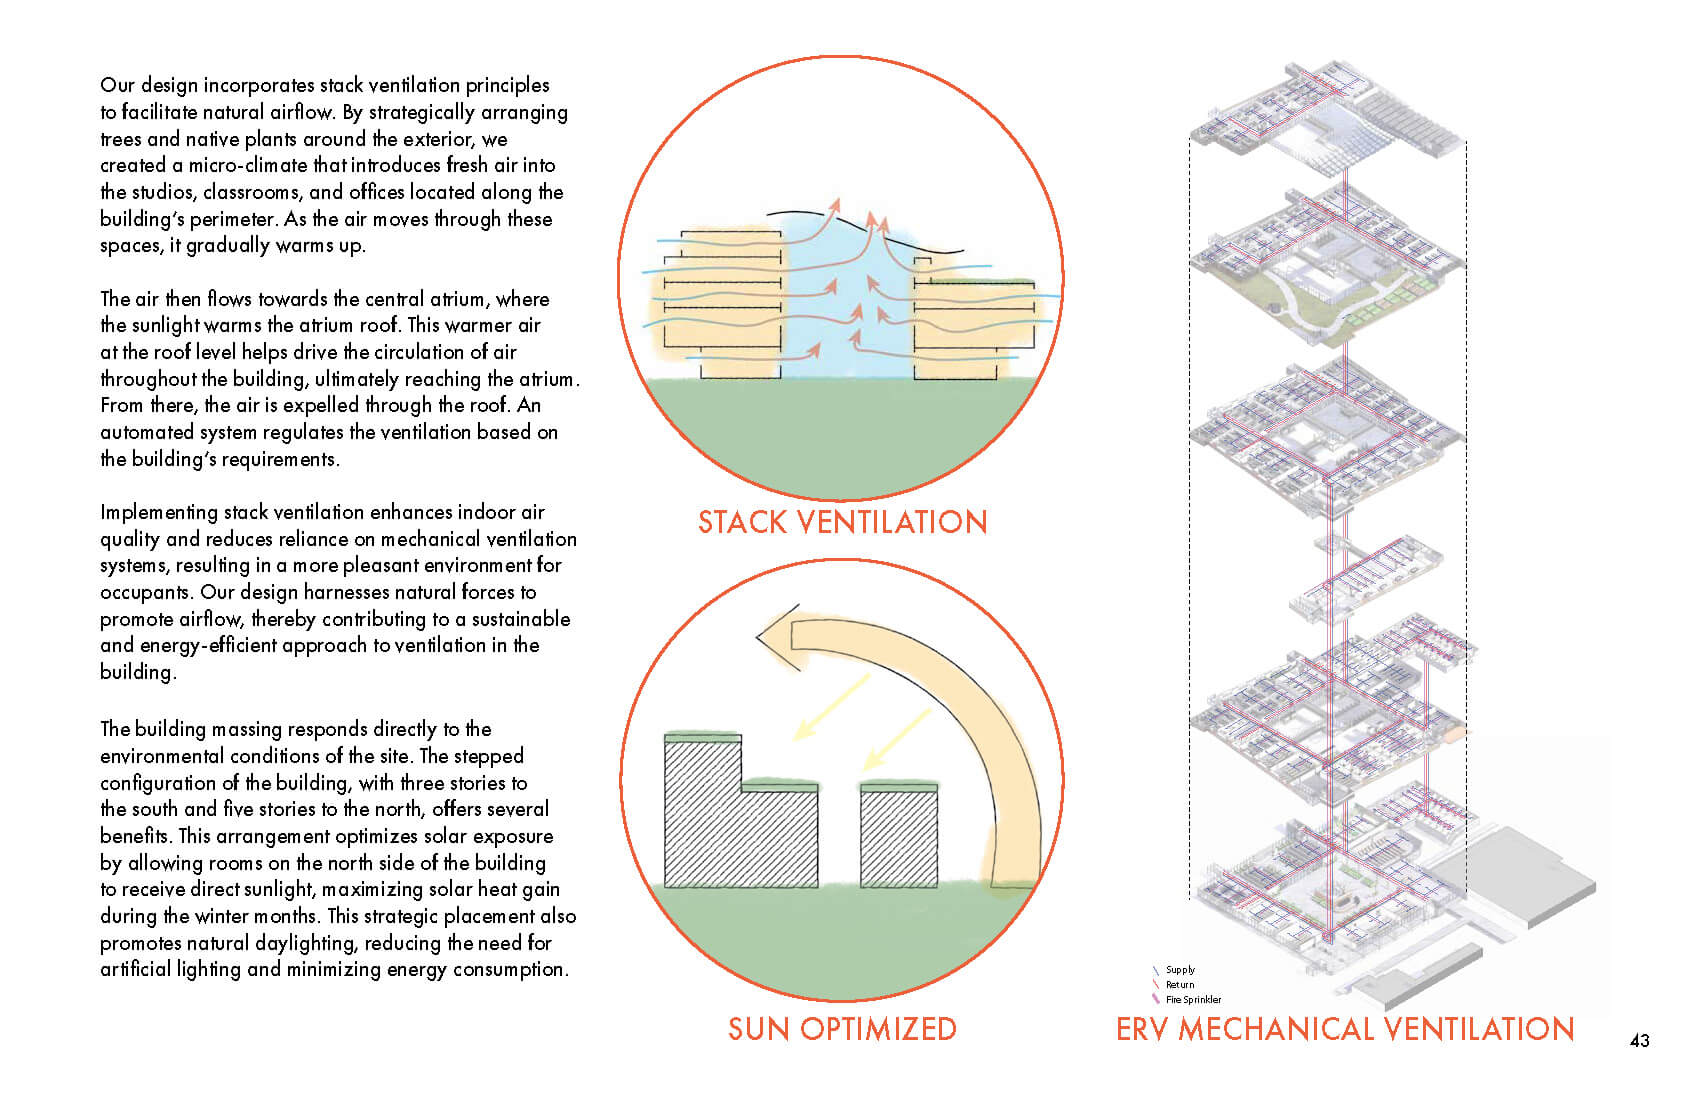 Our design incorporates stack ventilation principles
to facilitate natural airflow. By strategically arranging
trees and native plants around the exterior, we
created a micro-climate that introduces fresh air into
the studios, classrooms, and offices located along the
building's perimeter. As the air moves through these
spaces, it gradually warms up.
The air then flows towards the central atrium, where
the sunlight warms the atrium roof. This warmer air
at the roof level helps drive the circulation of air
throughout the building, ultimately reaching the atrium.
From there, the air is expelled through the roof. An
automated system regulates the ventilation based on
the building's requirements.
Implementing stack ventilation enhances indoor air
quality and reduces reliance on mechanical ventilation
systems, resulting in a more pleasant environment for
occupants. Our design harnesses natural forces to
promote airflow, thereby contributing to a sustainable
and energy-efficient approach to ventilation in the
building.
The building massing responds directly to the
environmental conditions of the site. The stepped
configuration of the building, with three stories to
the south and five stories to the north, offers several
benefits. This arrangement optimizes solar exposure
by allowing rooms on the north side of the building
to receive direct sunlight, maximizing solar heat gain
during the winter months. This strategic placement also
promotes natural daylighting, reducing the need for
artificial lighting and minimizing energy consumption.
STACK VENTILATION
SUN OPTIMIZED
Supply
Return
Fire Sprinkler
ERV MECHANICAL VENTILATION
43